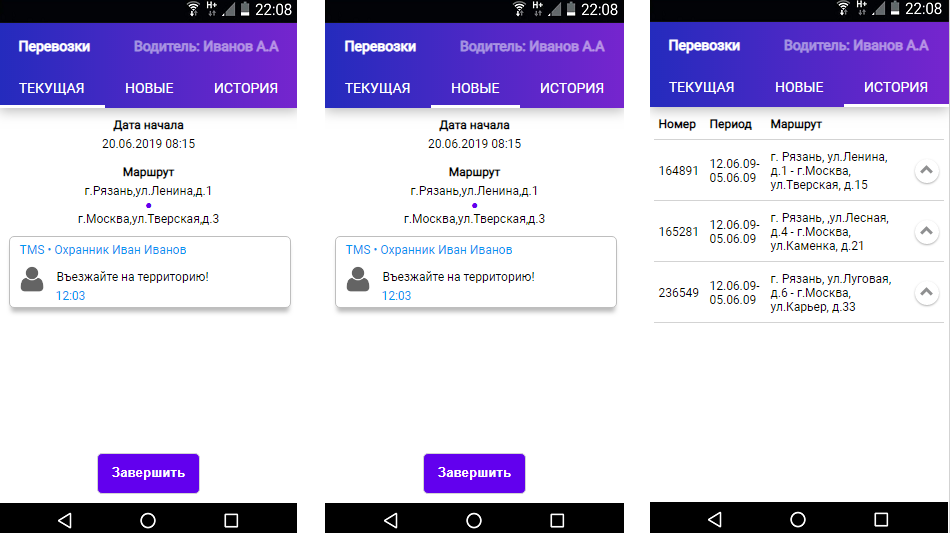 H+ 22:08
Перевозки Водитель: Иванов А.А
ТЕКУЩАЯ НОВЫЕ ИСТОРИЯ
Дата начала
20.06.2019 08:15
Маршрут
г.Рязань,ул.Ленина,д.1
г.Москва,ул.Тверская,д.3
TMS • Охранник Иван Иванов
Въезжайте на территорию!
12:03
Завершить
H+ 22:08
Перевозки Водитель: Иванов А.А
ТЕКУЩАЯ НОВЫЕ ИСТОРИЯ
Дата начала
20.06.2019 08:15
Маршрут
г.Рязань,ул.Ленина,д.1
г.Москва,ул.Тверская,д.3
TMS • Охранник Иван Иванов
Въезжайте на территорию!
12:03
Завершить
H+ 22:08
Перевозки Водитель: Иванов А.А
ТЕКУЩАЯ НОВЫЕ ИСТОРИЯ
Номер Период Маршрут
164891
12.06.09-
05.06.09
г. Рязань, ул.Ленина,
д.1 - г.Москва,
ул.Тверская, д.15
165281
12.06.09-
05.06.09
г. Рязань, ,ул.Лесная,
д.4 - г.Москва,
ул.Каменка, д.21
236549
12.06.09-
05.06.09
г. Рязань, ул.Луговая,
д.6 - г.Москва,
ул.Карьер, д.33